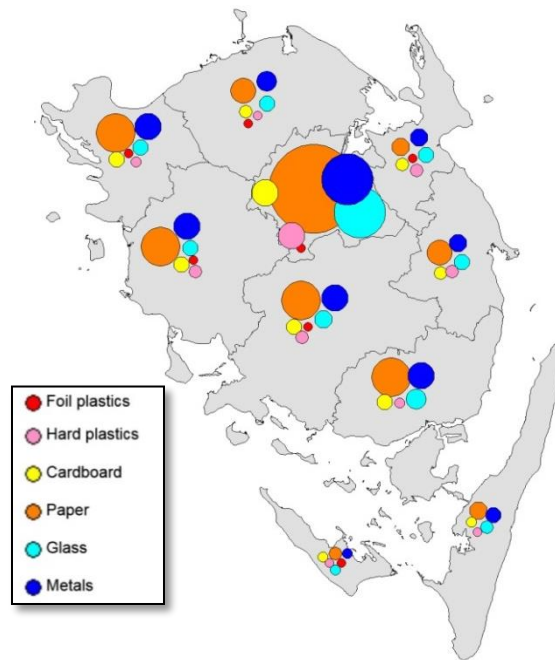 Foil plastics
Hard plastics
Cardboard
Paper
Glass
Metals